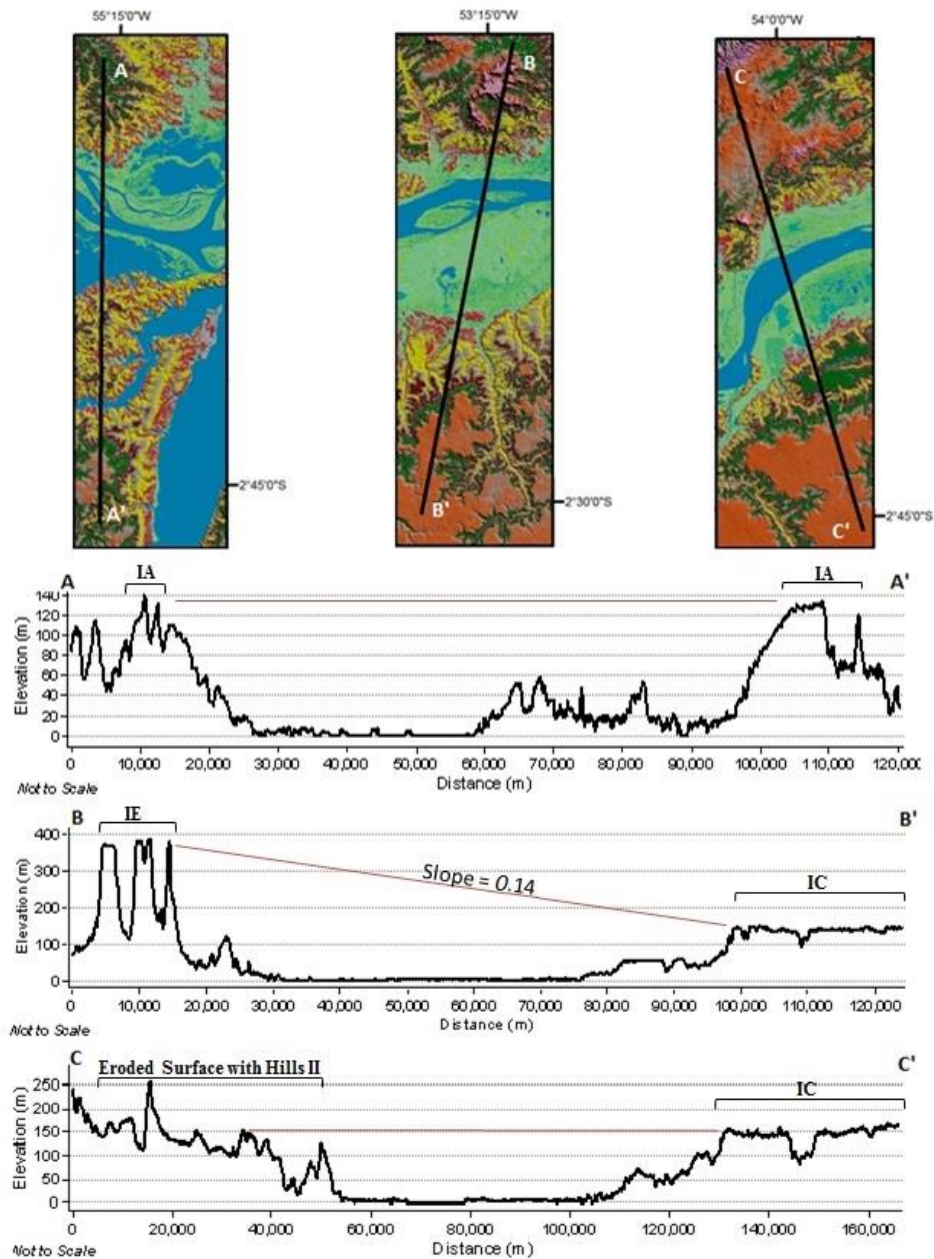 55°15'0"W
53°15'0"W
54°0'0"W
A
B
C
2°45'0"S
A'
2°30'0"S
B'
2°45'0"S
C'
A IA IA A'
140
120
100
80
60
40
20
0
Elevation (m)
0 10,000 20,000 30,000 40,000 50,000 60,000 70,000 80,000 90,000 100,000 110,000 120,000
Distance (m)
Not to Scale
B IE B'
400
300
200
100
0
Elevation (m)
Slope = 0.14
IC
0 10,000 20,000 30,000 40,000 50,000 60,000 70,000 80,000 90,000 100,000 110,000 120,000
Distance (m)
Not to Scale
C Eroded Surface with Hills II C'
250
200
150
100
50
0
Elevation (m)
IC
0 20,000 40,000 60,000 80,000 100,000 120,000 140,000 160,000
Distance (m)
Not to Scale